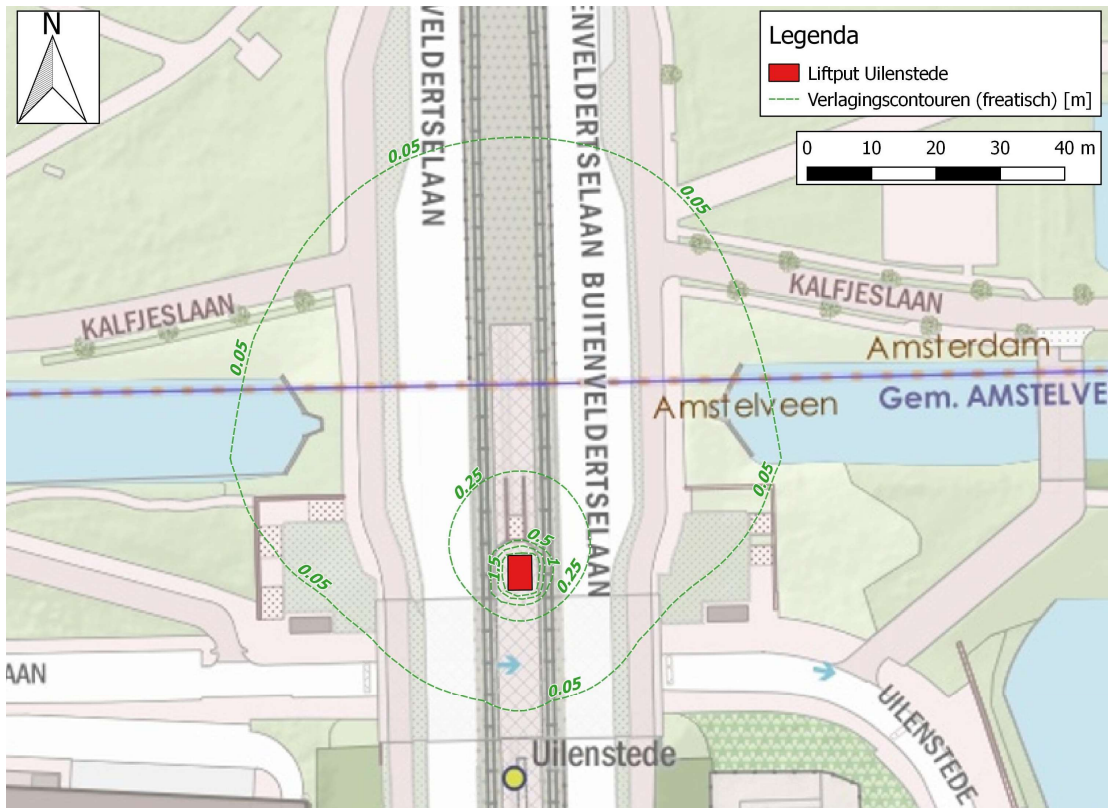 N
VELDERTSELAAN
ENVELDERTSELAAN BUITENVELDERTSELAAN
Legenda
Liftput Uilenstede
Verlagingscontouren (freatisch) [m]
0 10 20 30 40 m
0.05
0.05
KALFJESLAAN
KALFJESLAAN
0.05
Amsterdam
Amstelveen
Gem. AMSTELVE
0.25
0.05
0.5
1
1.5
0.25
0.05
AAN
0.05
UILENSTEDE
Uilenstede